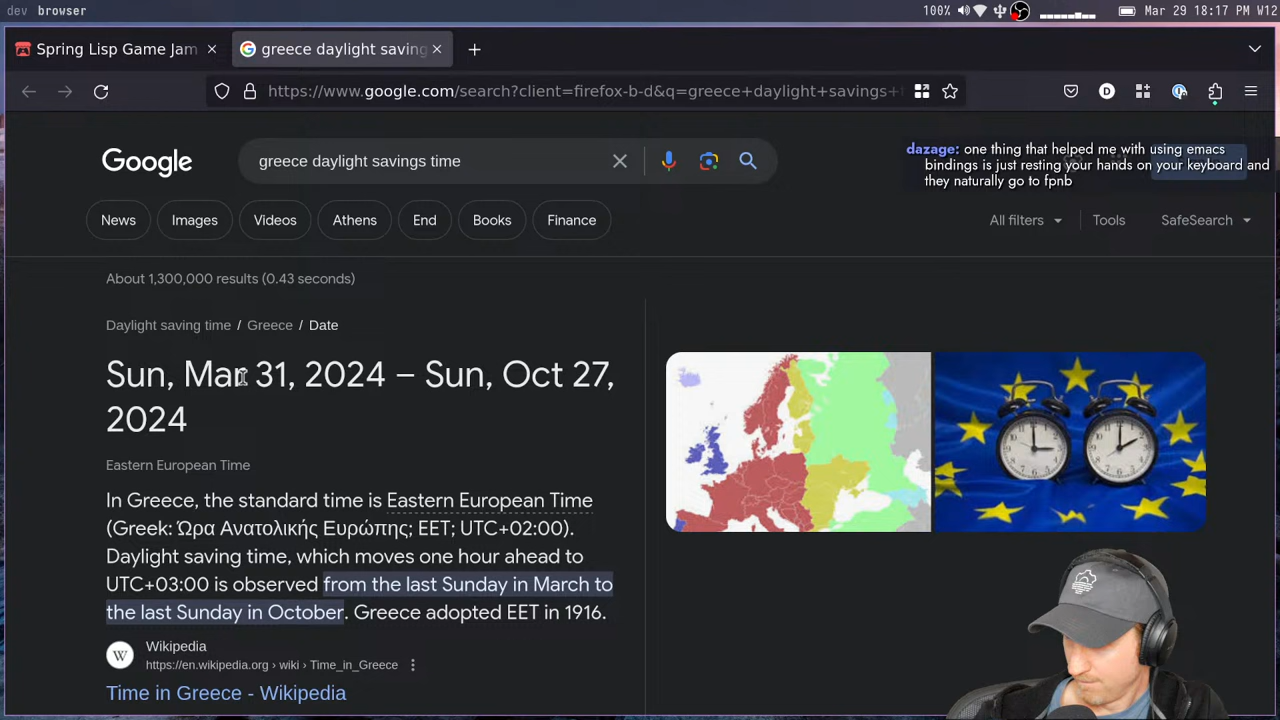 dev browser
100% Mar 29 18:17 PM W12
Spring Lisp Game Jam
greece daylight saving
https://www.google.com/search?client=firefox-b-d&q=greece+daylight+savings+
D
Google
greece daylight savings time
dazage: one thing that helped me with using emacs
bindings is just resting your hands on your keyboard and
they naturally go to fpnb
News
Images
Videos
Athens
End
Books
Finance
All filters
Tools
SafeSearch
About 1,300,000 results (0.43 seconds)
Daylight saving time / Greece / Date
Sun, Mar 31, 2024 – Sun, Oct 27,
2024
Eastern European Time
In Greece, the standard time is Eastern European Time
(Greek: Ώρα Ανατολικής Ευρώπης; EET; UTC+02:00).
Daylight saving time, which moves one hour ahead to
UTC+03:00 is observed from the last Sunday in March to
the last Sunday in October. Greece adopted EET in 1916.
W
Wikipedia
https://en.wikipedia.org › wiki › Time_in_Greece
Time in Greece - Wikipedia